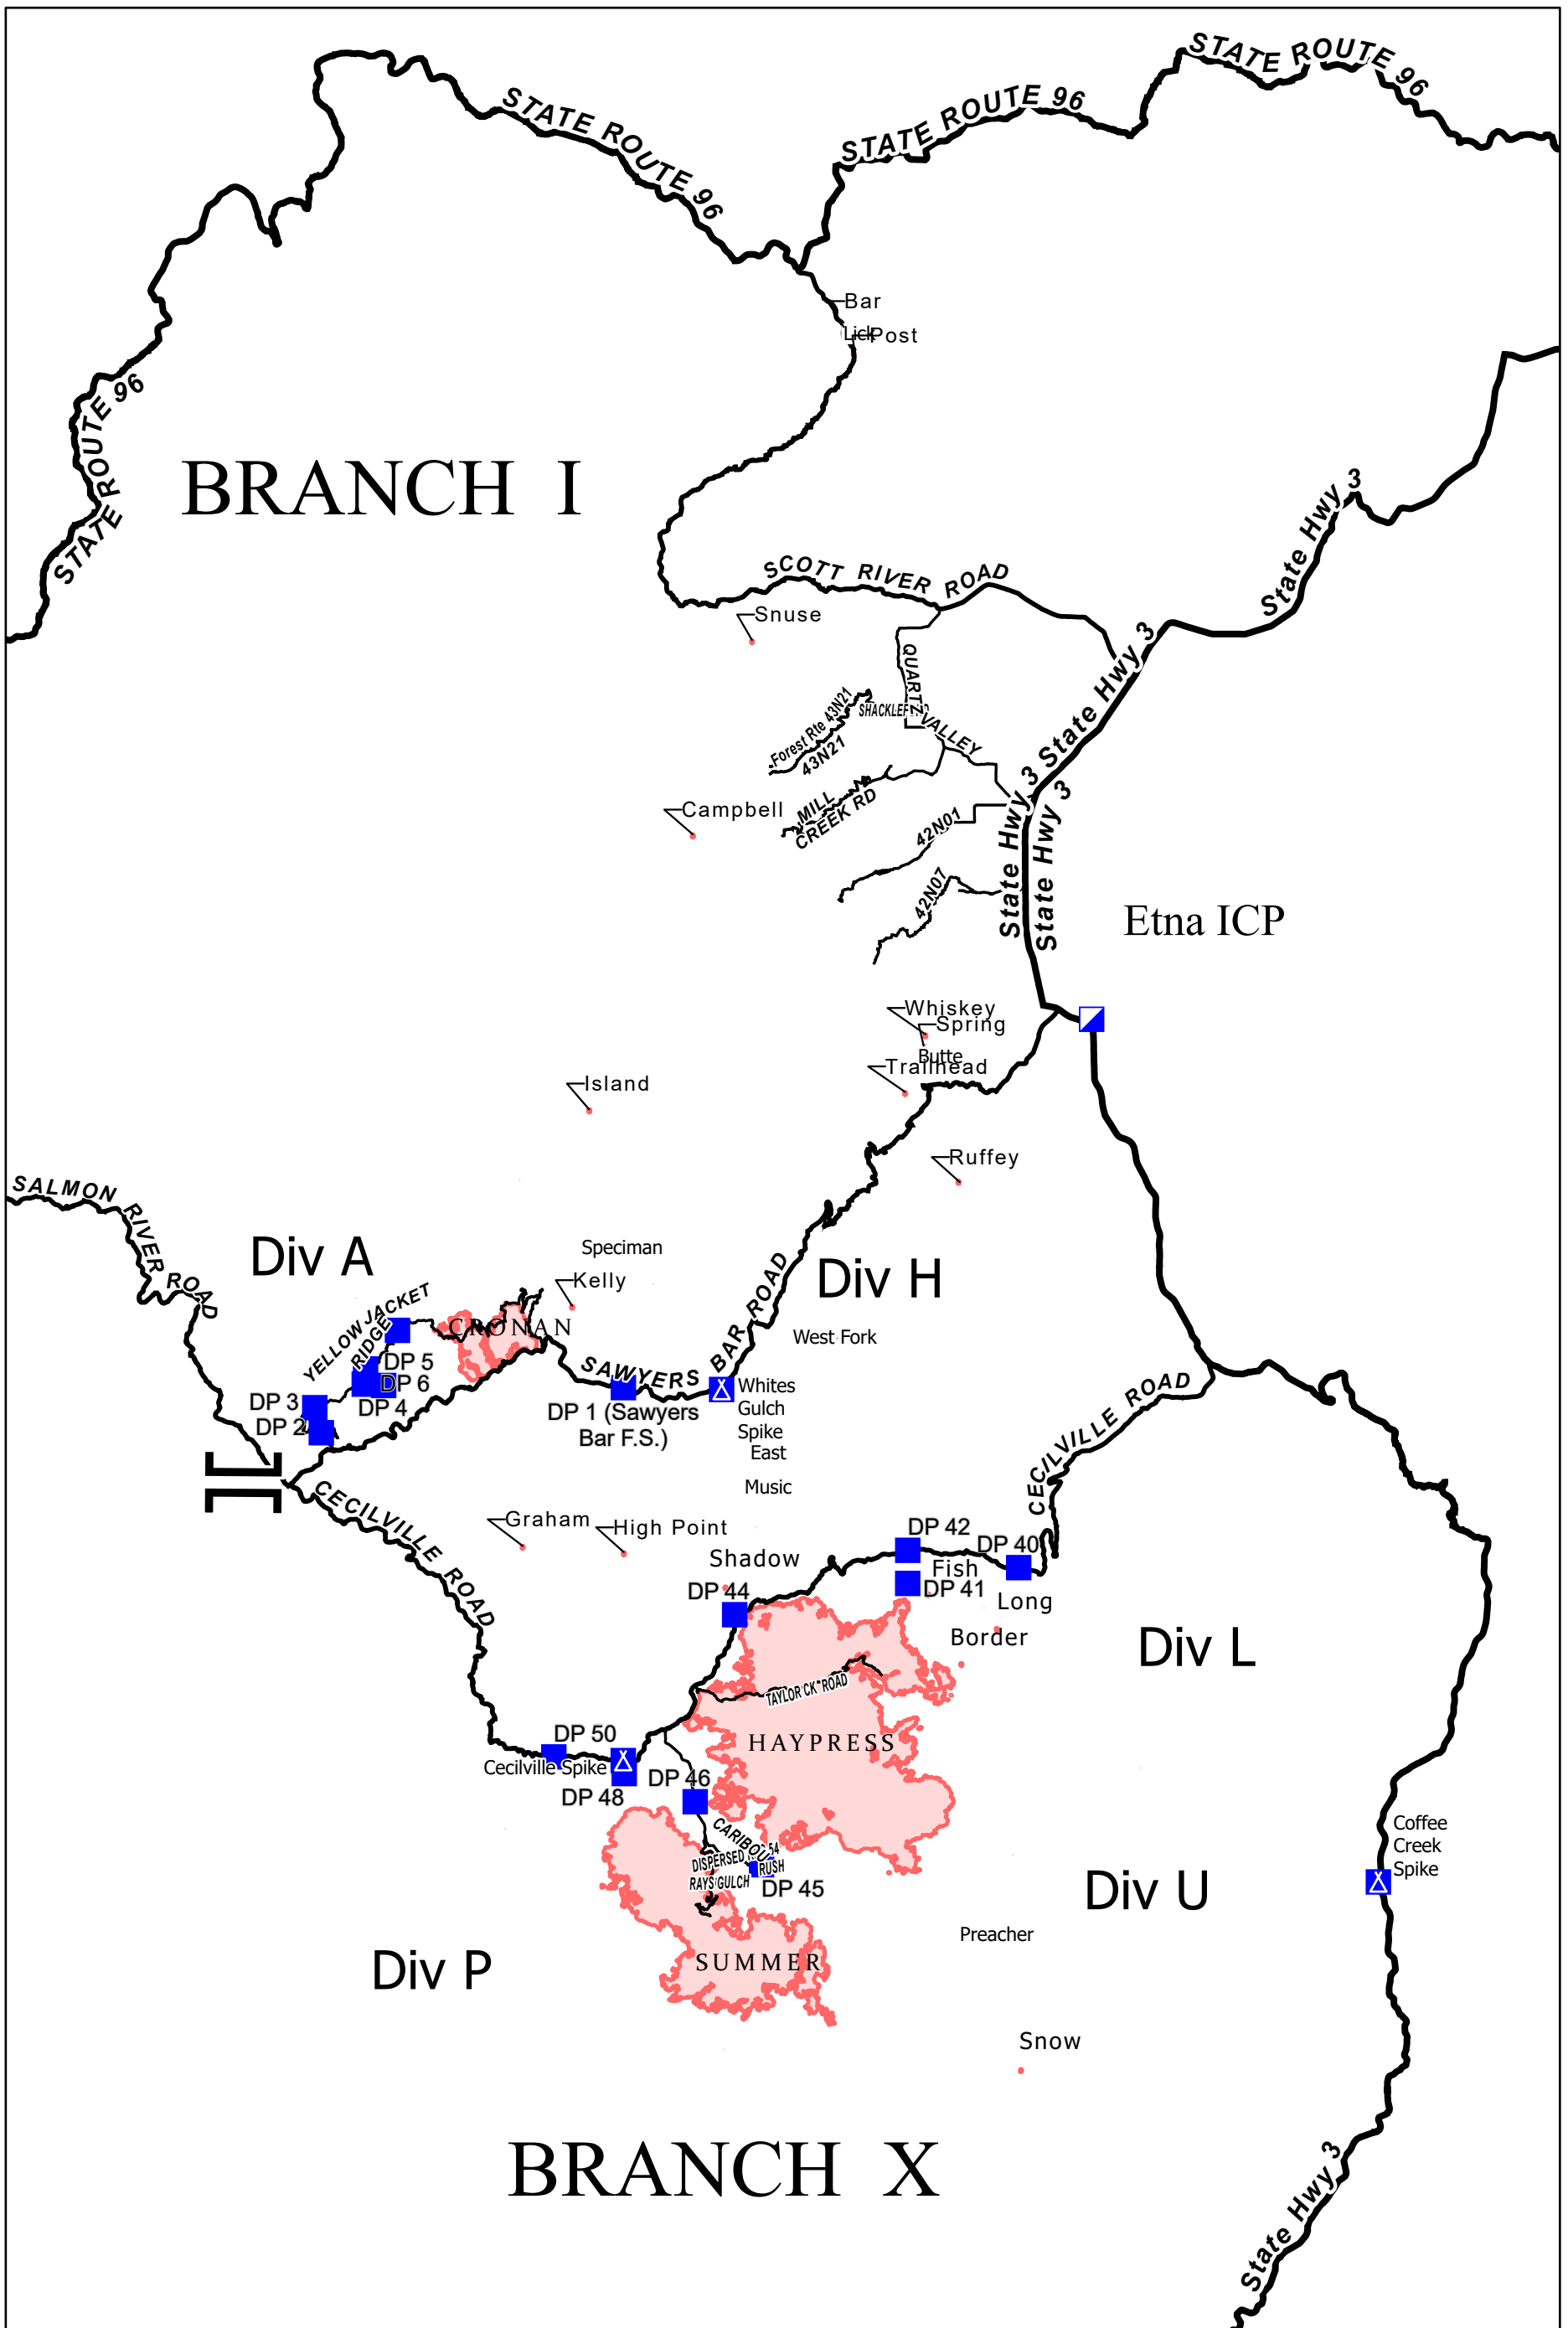 STATE ROUTE 96
STATE ROUTE 96
STATE ROUTE 96
STATE ROUTE 96
Bar
Lick
Post
BRANCH I
State Hwy 3
SCOTT RIVER ROAD
Snuse
State Hwy 3
QUARTZ VALLEY
Forest Rte 43N21
43N21
State Hwy 3
State Hwy 3
MILL
CREEK RD
Campbell
42N01
42N07
Etna ICP
Whiskey
Spring
Butte
Trailhead
Island
Ruffey
SALMON RIVER ROAD
Div A
Speciman
Kelly
Div H
YELLOWJACKET
RIDGE
CRONAN
West Fork
SAWYERS BAR ROAD
DP 5
DP 6
DP 3
DP 4
DP 2
DP 1 (Sawyers
Bar F.S.)
Whites
Gulch
Spike
East
Music
CECILVILLE ROAD
][
CECILVILLE ROAD
Graham
High Point
Shadow
DP 42
DP 40
Fish
DP 41
DP 44
Long
Border
Div L
TAYLOR CK ROAD
HAYPRESS
DP 50
Cecilville Spike
DP 48
DP 46
CARIBOU
DISPERSED
54
RUSH
RAYS GULCH
DP 45
Coffee
Creek
Spike
Div U
Preacher
Div P
SUMMER
Snow
BRANCH X
State Hwy 3